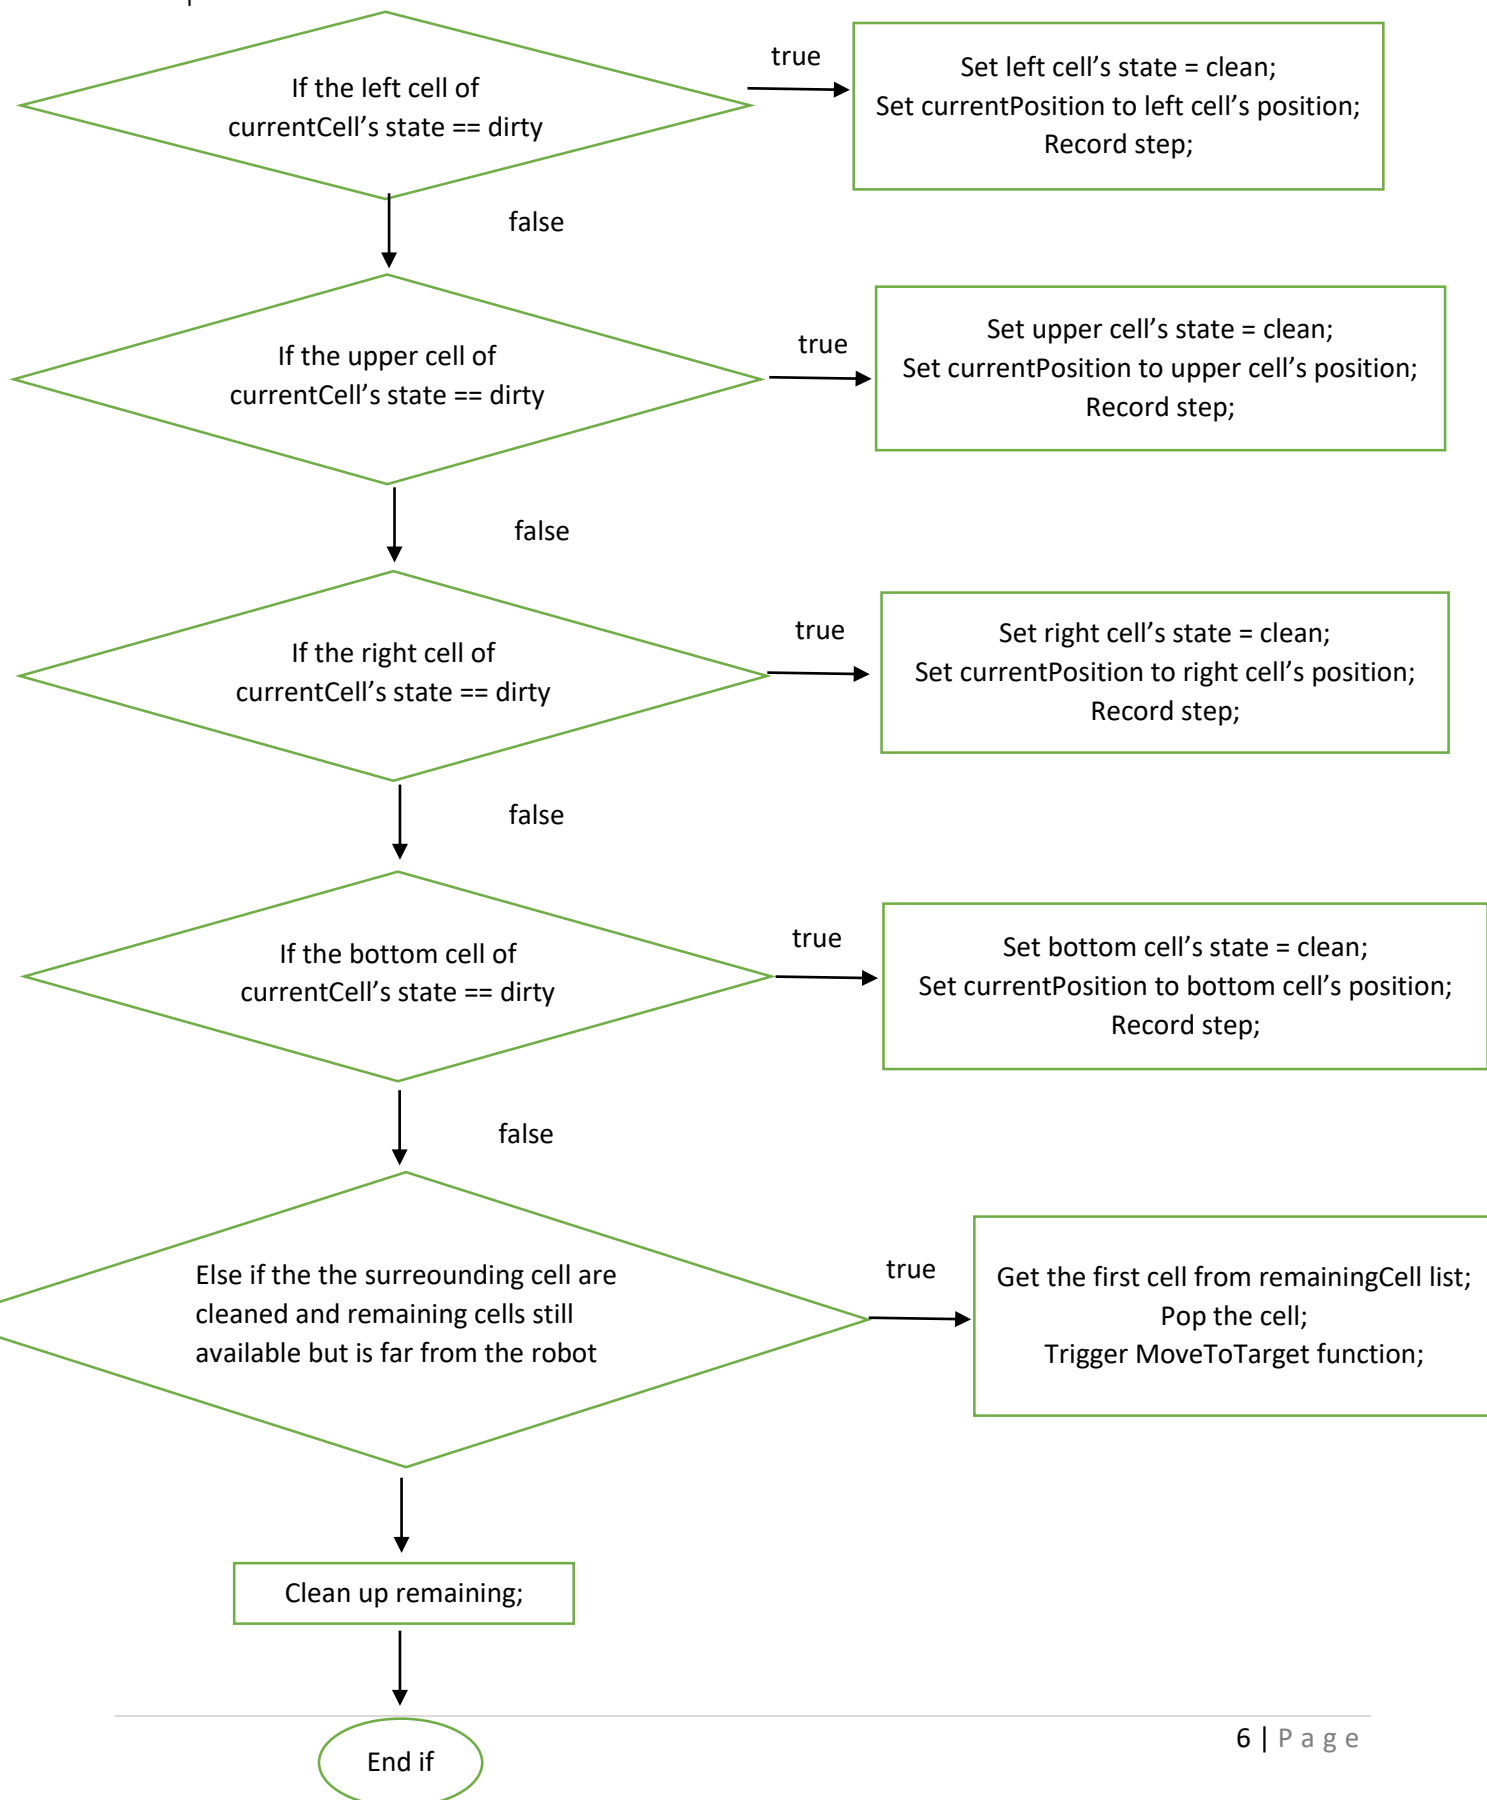 If the left cell of
currentCell's state == dirty
true
Set left cell's state = clean;
Set currentPosition to left cell's position;
Record step;
false
If the upper cell of
currentCell's state == dirty
true
Set upper cell's state = clean;
Set currentPosition to upper cell's position;
Record step;
false
If the right cell of
currentCell's state == dirty
true
Set right cell's state = clean;
Set currentPosition to right cell's position;
Record step;
false
If the bottom cell of
currentCell's state == dirty
true
Set bottom cell's state = clean;
Set currentPosition to bottom cell's position;
Record step;
false
Else if the the surreounding cell are
cleaned and remaining cells still
available but is far from the robot
true
Get the first cell from remainingCell list;
Pop the cell;
Trigger MoveToTarget function;
Clean up remaining;
End if
6 | Page